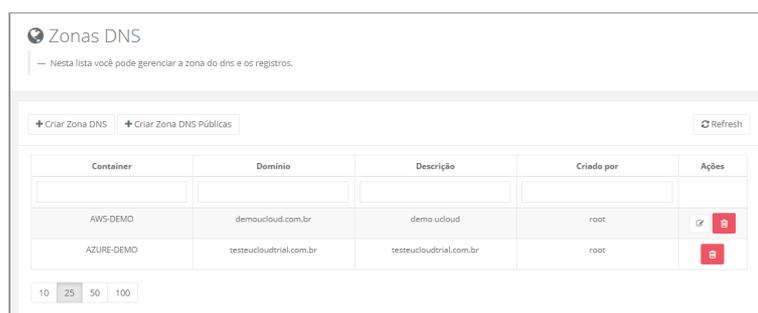 Zonas DNS
— Nesta lista você pode gerenciar a zona do dns e os registros.
+ Criar Zona DNS + Criar Zona DNS Públicas Refresh
Container Domínio Descrição Criado por Ações
AWS-DEMO demoucloud.com.br demo ucloud root
AZURE-DEMO testeucloudtrial.com.br testeucloudtrial.com.br root
10 25 50 100